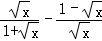 √x/(1+√x) − (1−√x)/√x